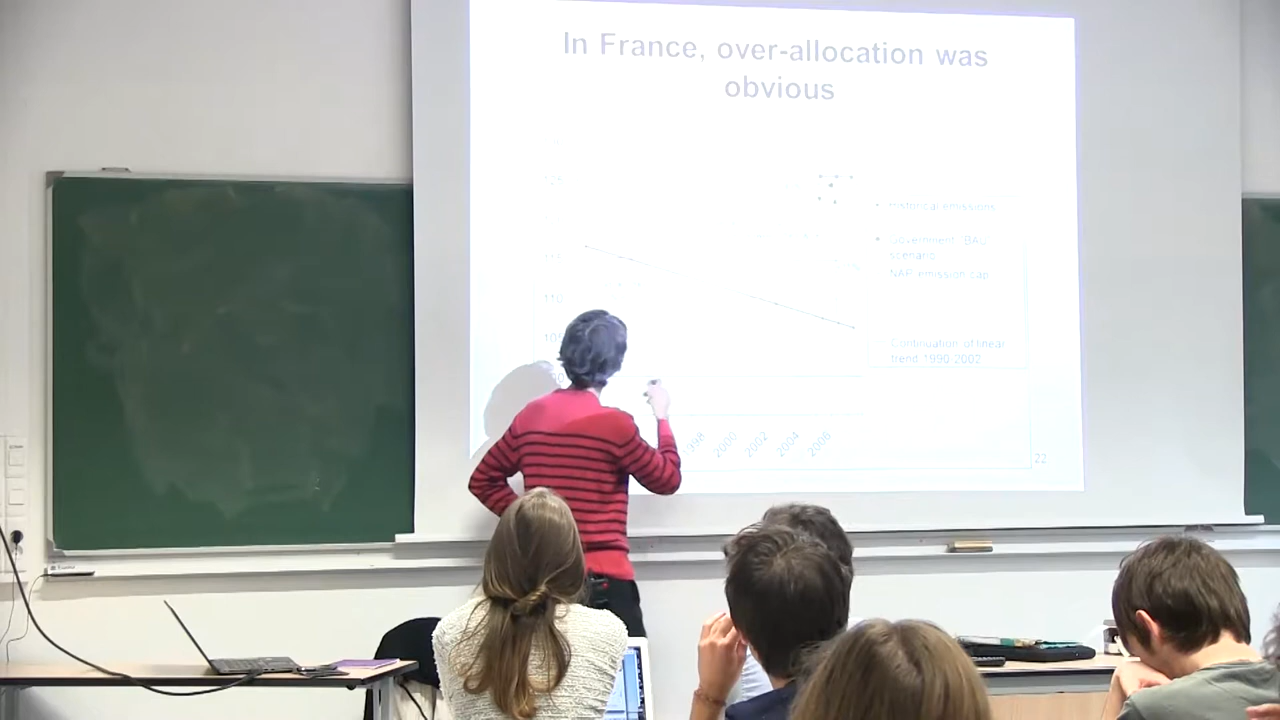 In France, over-allocation was
obvious
125
110
Historical emissions
Government BAU
scenario
NAP emission cap
Continuation of linear
trend 1990-2002
1998
2000
2002
2004
2006
22